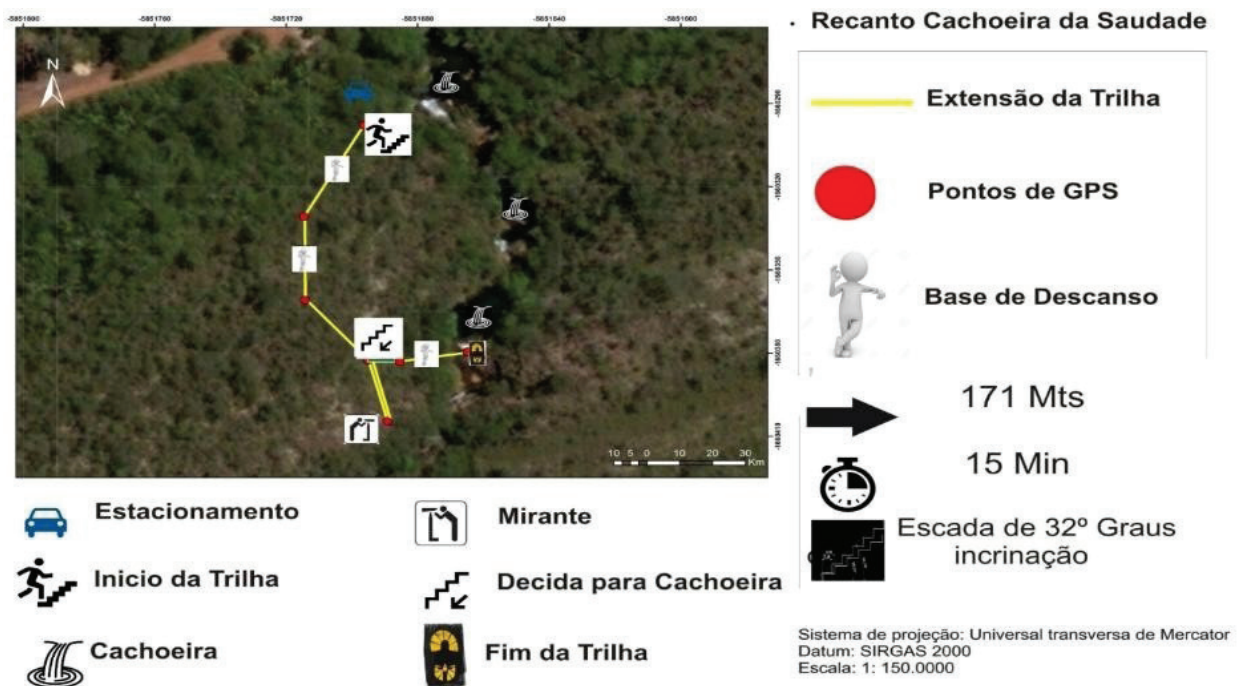 Recanto Cachoeira da Saudade
N
Extensão da Trilha
Pontos de GPS
Base de Descanso
10 5 0 10 20 30
Km
171 Mts
15 Min
Escada de 32º Graus
incrinação
Estacionamento
Inicio da Trilha
Cachoeira
Mirante
Decida para Cachoeira
Fim da Trilha
Sistema de projeção: Universal transversa de Mercator
Datum: SIRGAS 2000
Escala: 1: 150.0000